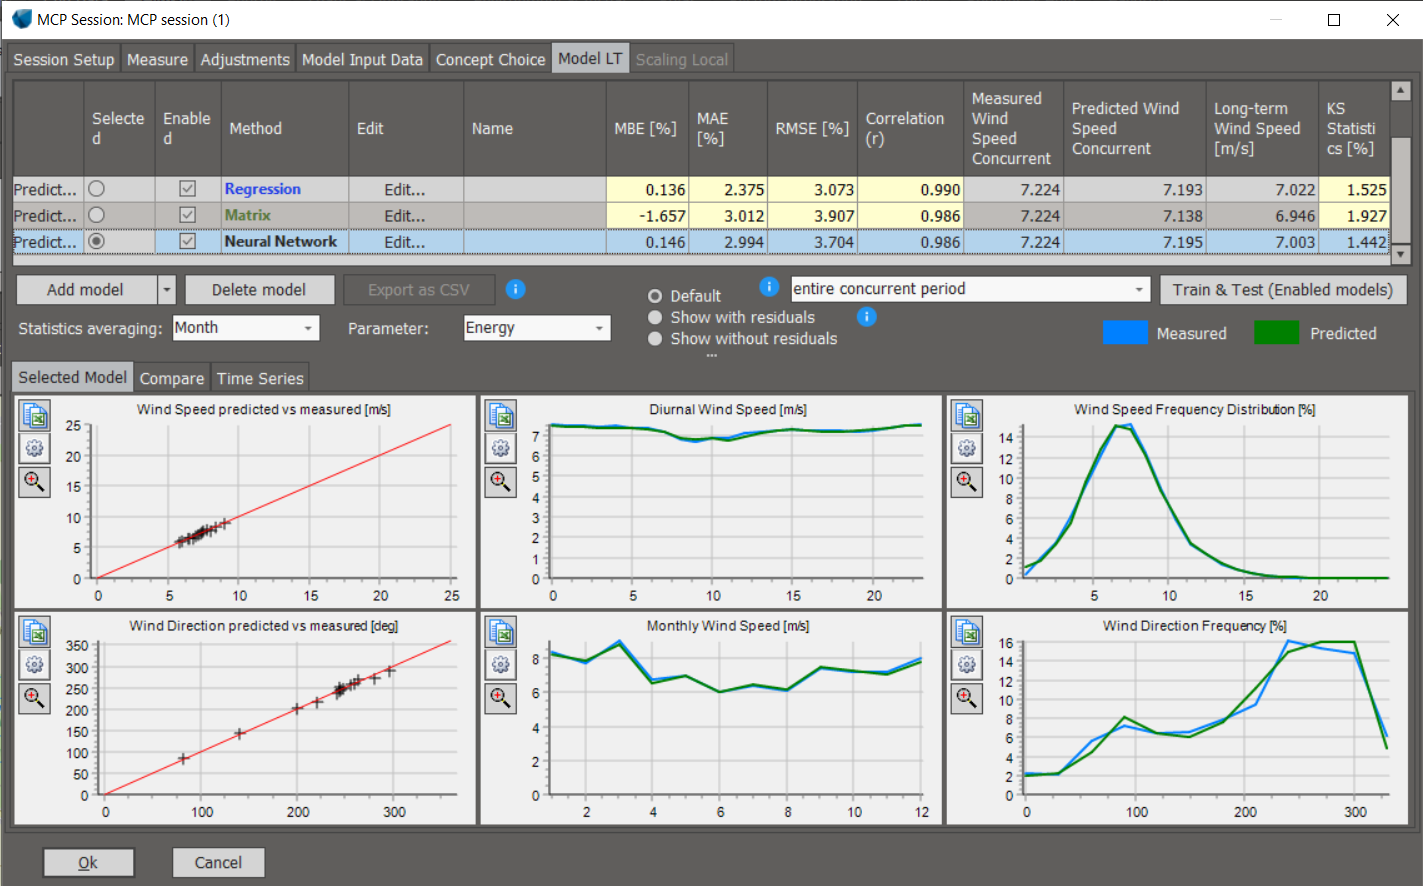 MCP Session: MCP session (1)
Session Setup Measure Adjustments Model Input Data Concept Choice Model LT Scaling Local
Selected Enabled Method Edit Name MBE [%] MAE [%] RMSE [%] Correlation (r) Measured Wind Speed Concurrent Predicted Wind Speed Concurrent Long-term Wind Speed [m/s] KS Statistics [%]
Predict... Regression Edit... 0.136 2.375 3.073 0.990 7.224 7.193 7.022 1.525
Predict... Matrix Edit... -1.657 3.012 3.907 0.986 7.224 7.138 6.946 1.927
Predict... Neural Network Edit... 0.146 2.994 3.704 0.986 7.224 7.195 7.003 1.442
Add model Delete model Export as CSV i Default i entire concurrent period Train & Test (Enabled models)
Show with residuals i
Statistics averaging: Month Parameter: Energy Measured Predicted
Show without residuals
...
Selected Model Compare Time Series
Wind Speed predicted vs measured [m/s]
25
20
15
10
5
0
0 5 10 15 20 25
Diurnal Wind Speed [m/s]
7
6
5
4
3
2
1
0
0 5 10 15 20
Wind Speed Frequency Distribution [%]
14
12
10
8
6
4
2
0
5 10 15 20
Wind Direction predicted vs measured [deg]
350
300
250
200
150
100
50
0
0 100 200 300
Monthly Wind Speed [m/s]
8
6
4
2
0
2 4 6 8 10 12
Wind Direction Frequency [%]
16
14
12
10
8
6
4
2
0
0 100 200 300
Ok Cancel